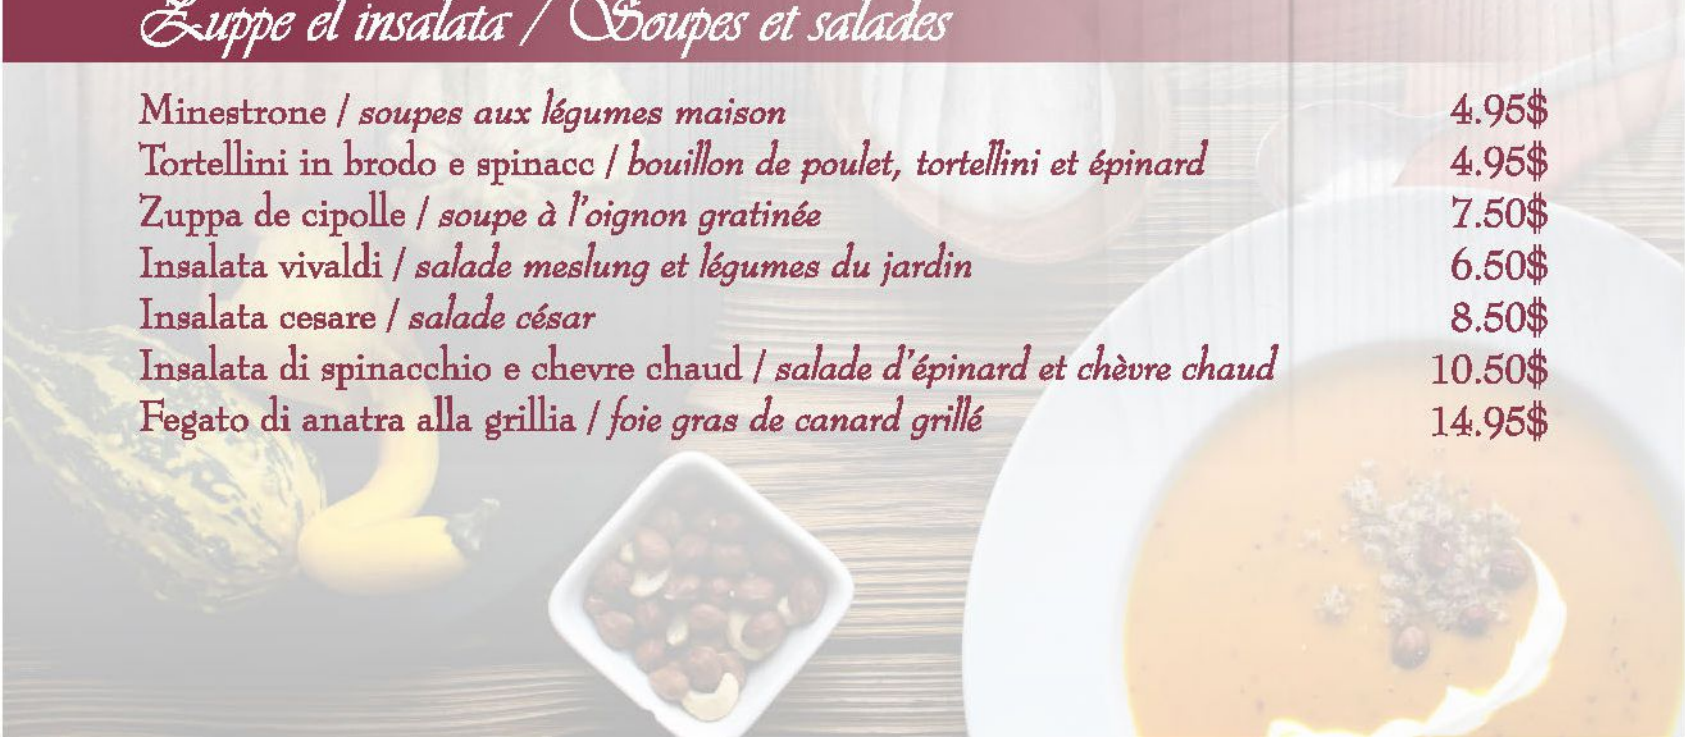 Zuppe el insalata / Soupes et salades
Minestrone / soupes aux légumes maison 4.95$
Tortellini in brodo e spinacc / bouillon de poulet, tortellini et épinard 4.95$
Zuppa de cipolle / soupe à l'oignon gratinée 7.50$
Insalata vivaldi / salade meslung et légumes du jardin 6.50$
Insalata cesare / salade césar 8.50$
Insalata di spinacchio e chevre chaud / salade d'épinard et chèvre chaud 10.50$
Fegato di anatra alla grillia / foie gras de canard grillé 14.95$